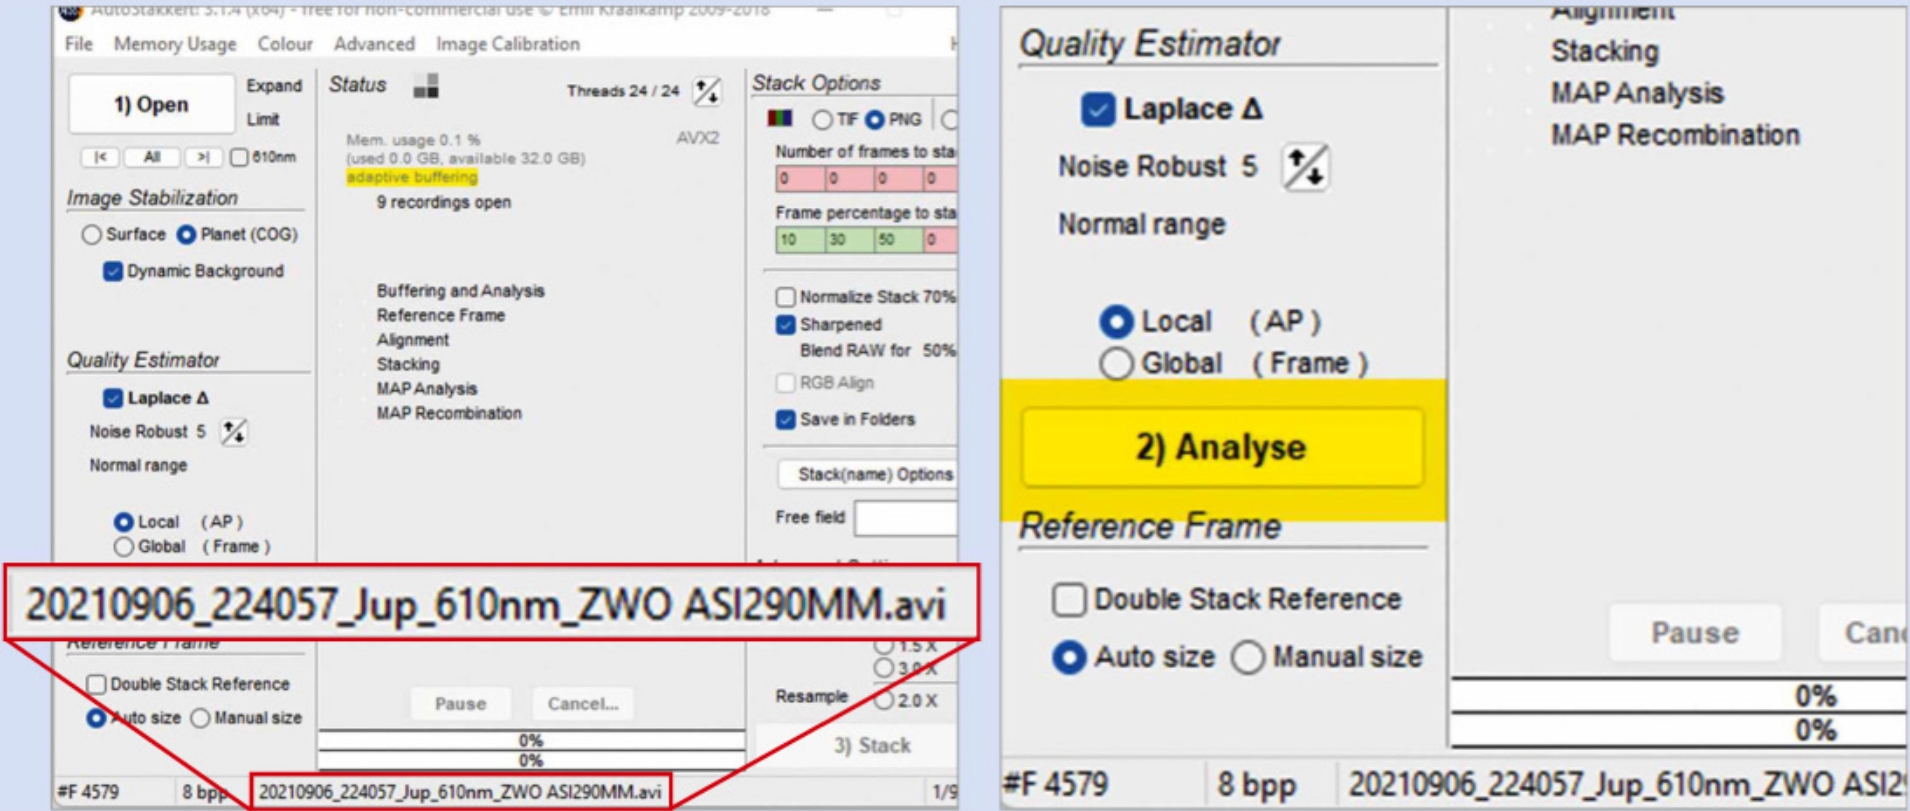 AutoStakkert! 3.1.4 (x64) - free for non-commercial use © Emil Kraaikamp 2009-2018
File Memory Usage Colour Advanced Image Calibration
1) Open
Expand
Limit
|< All >| 610nm
Image Stabilization
Surface Planet (COG)
Dynamic Background
Quality Estimator
Laplace Δ
Noise Robust 5
Normal range
Local (AP)
Global (Frame)
Reference Frame
Double Stack Reference
Auto size Manual size
Status
Threads 24 / 24
Mem. usage 0.1 %
AVX2
(used 0.0 GB, available 32.0 GB)
adaptive buffering
9 recordings open
Buffering and Analysis
Reference Frame
Alignment
Stacking
MAP Analysis
MAP Recombination
Pause Cancel...
0%
0%
Stack Options
TIF PNG
Number of frames to sta
0 0 0 0
Frame percentage to sta
10 30 50 0
Normalize Stack 70%
Sharpened
Blend RAW for 50%
RGB Align
Save in Folders
Stack(name) Options
Free field
1.5 X
3.0 X
Resample 2.0 X
3) Stack
20210906_224057_Jup_610nm_ZWO ASI290MM.avi
#F 4579 8 bpp 20210906_224057_Jup_610nm_ZWO ASI290MM.avi 1/9
Quality Estimator
Laplace Δ
Noise Robust 5
Normal range
Local (AP)
Global (Frame)
2) Analyse
Reference Frame
Double Stack Reference
Auto size Manual size
Alignment
Stacking
MAP Analysis
MAP Recombination
Pause Canc
0%
0%
#F 4579 8 bpp 20210906_224057_Jup_610nm_ZWO ASI2